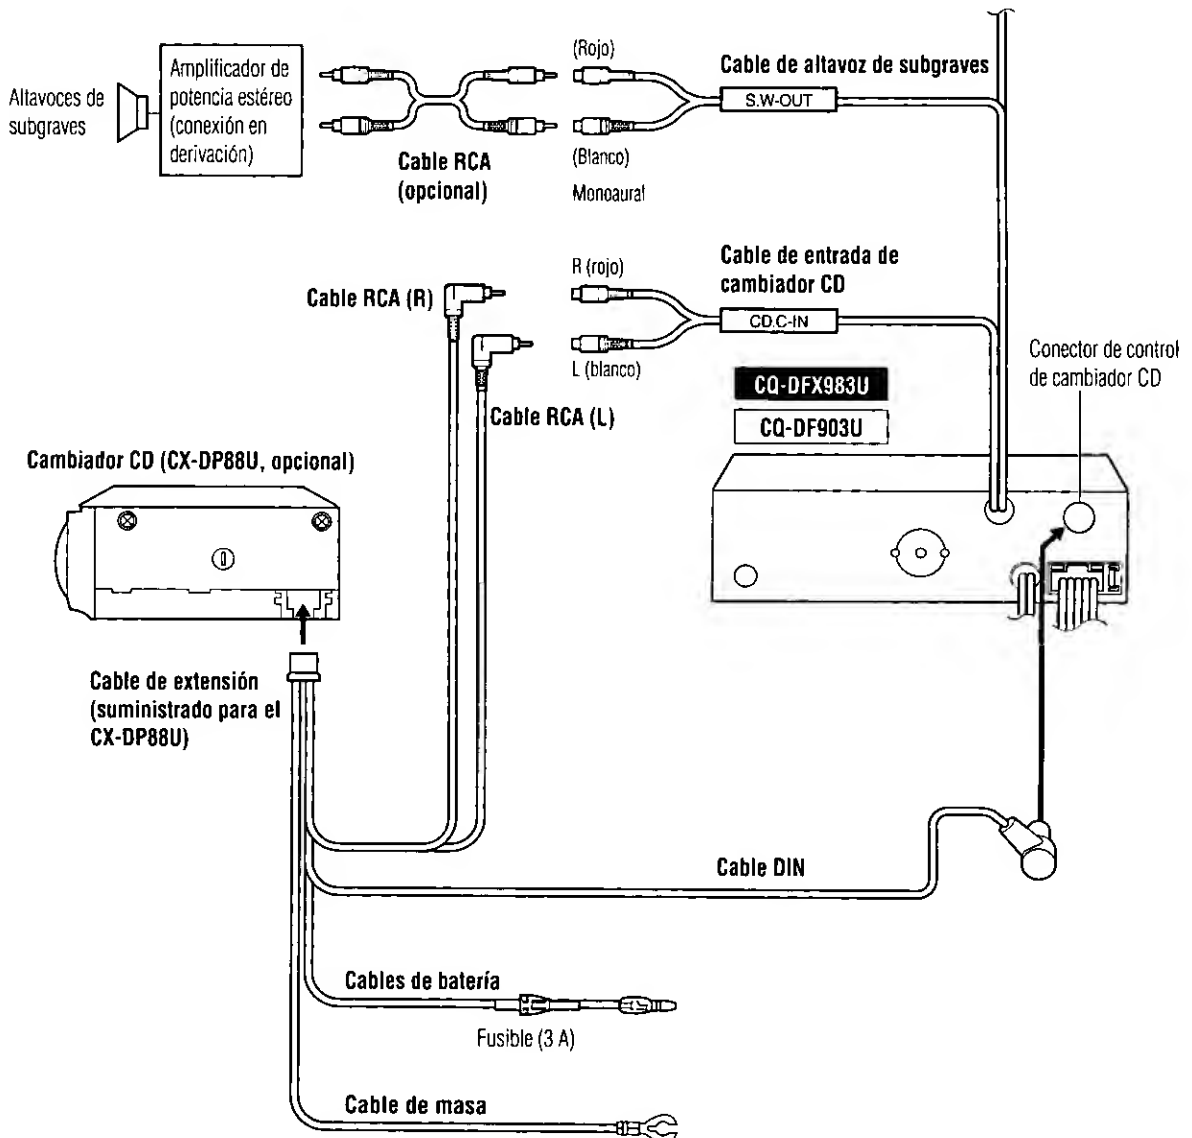 Altavoces de
subgraves
Amplificador de
potencia estéreo
(conexión en
derivación)
Cable RCA
(opcional)
(Rojo)
(Blanco)
Monoaural
Cable de altavoz de subgraves
S.W-OUT
Cable RCA (R)
Cable RCA (L)
R (rojo)
L (blanco)
Cable de entrada de
cambiador CD
CD.C-IN
CQ-DFX983U
CQ-DF903U
Conector de control
de cambiador CD
Cambiador CD (CX-DP88U, opcional)
Cable de extensión
(suministrado para el
CX-DP88U)
Cable DIN
Cables de batería
Fusible (3 A)
Cable de masa